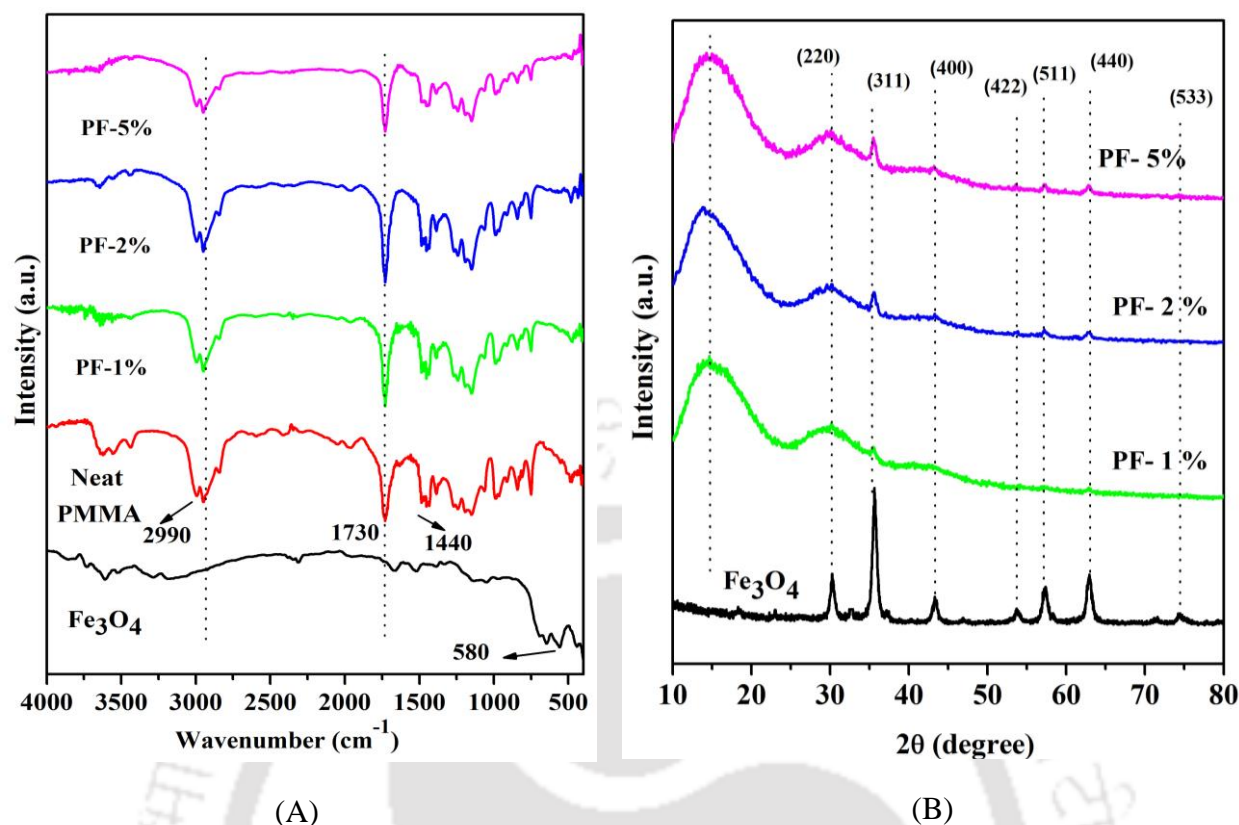 PF-5%
PF-2%
PF-1%
Neat
PMMA
2990
1730
1440
Fe3O4
580
Intensity (a.u.)
4000 3000 2500 2000 1500 1000 500
Wavenumber (cm-1)
(A)
(220)
(311)
(400)
(422)
(511)
(440)
(533)
PF- 5%
PF- 2 %
PF- 1 %
Fe3O4
Intensity (a.u.)
10 20 30 40 50 60 70 80
2θ (degree)
(B)